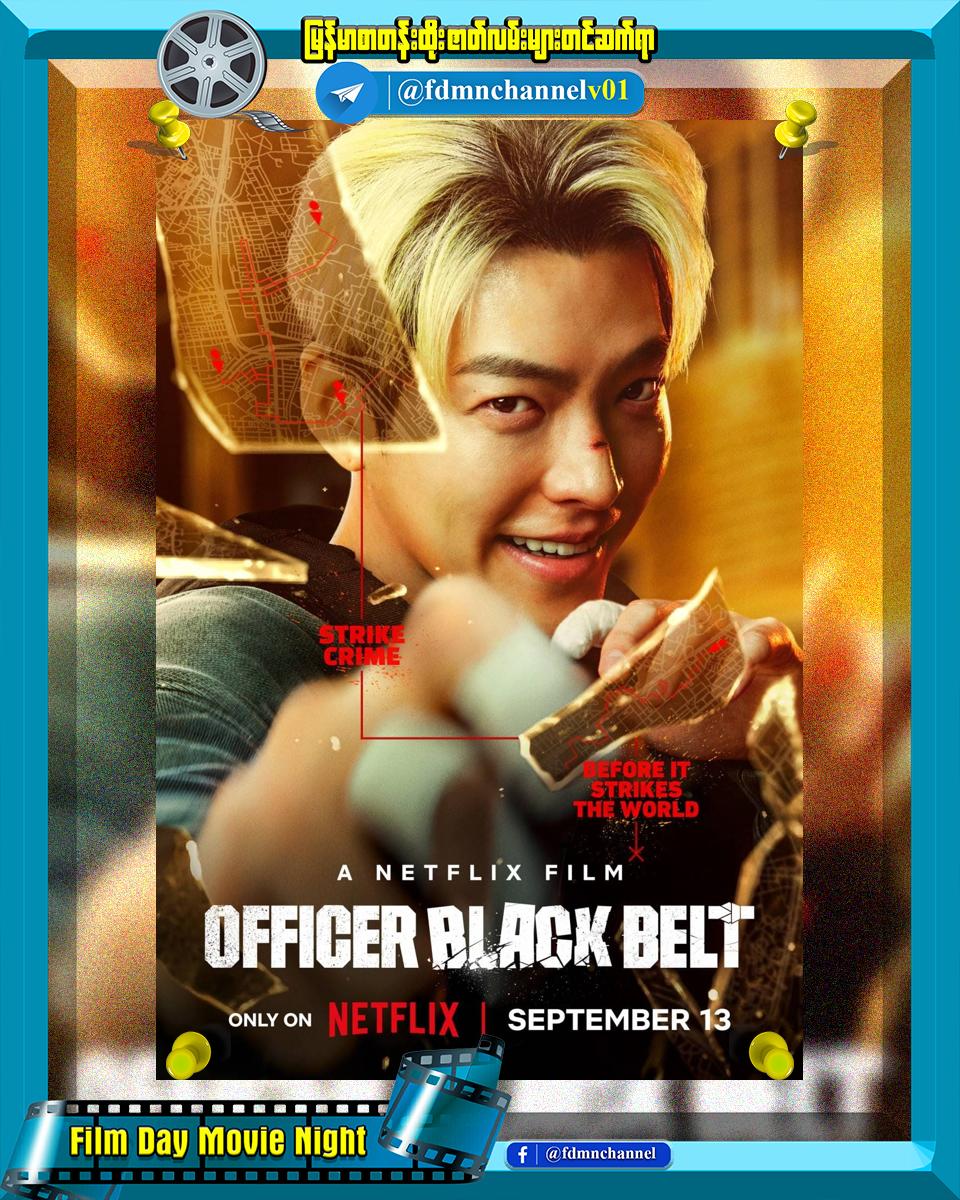 မြန်မာစာတန်းထိုးဇာတ်လမ်းများတင်ဆက်ရာ
@fdmnchannelv01
STRIKE
CRIME
BEFORE IT
STRIKES
THE WORLD
A NETFLIX FILM
OFFICER BLACK BELT
ONLY ON NETFLIX | SEPTEMBER 13
Film Day Movie Night
@fdmnchannel